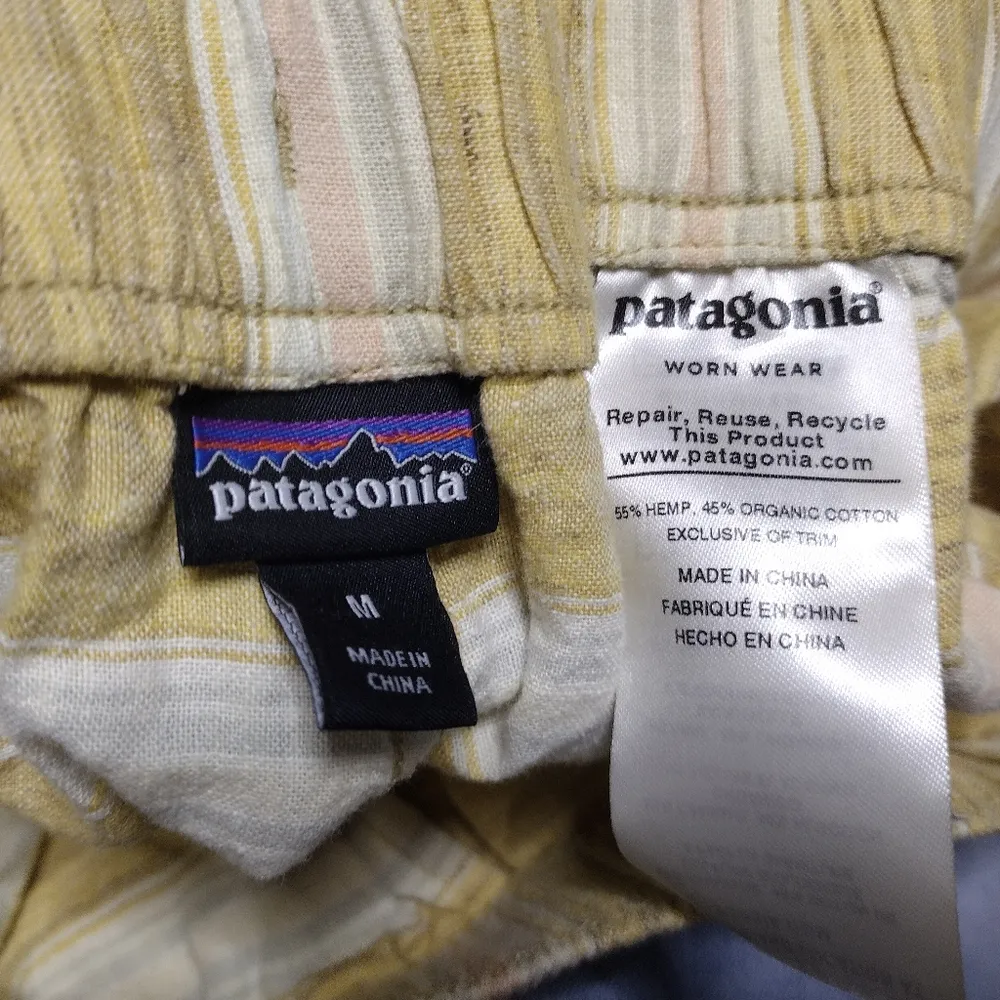 patagonia®
M
MADE IN
CHINA
patagonia®
WORN WEAR
Repair, Reuse, Recycle
This Product
www.patagonia.com
55% HEMP, 45% ORGANIC COTTON
EXCLUSIVE OF TRIM
MADE IN CHINA
FABRIQUÉ EN CHINE
HECHO EN CHINA